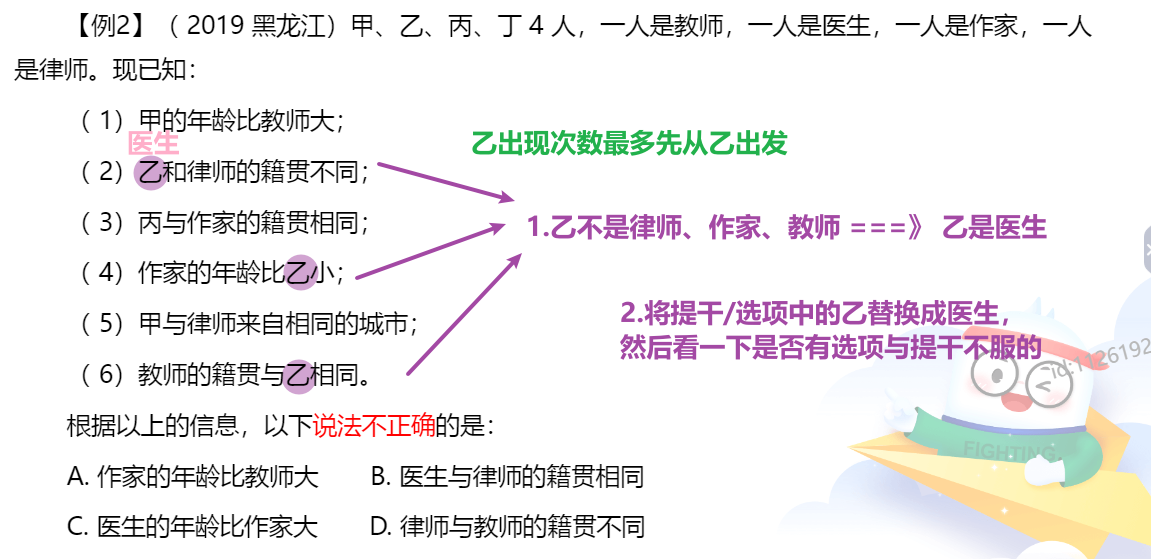 【例2】（2019 黑龙江）甲、乙、丙、丁 4 人，一人是教师，一人是医生，一人是作家，一人
是律师。现已知：
（1）甲的年龄比教师大；
医生
乙出现次数最多先从乙出发
（2）乙和律师的籍贯不同；
（3）丙与作家的籍贯相同；
1.乙不是律师、作家、教师 ===》 乙是医生
（4）作家的年龄比乙小；
（5）甲与律师来自相同的城市；
2.将提干/选项中的乙替换成医生，
然后看一下是否有选项与提干不服的
id:1126192
（6）教师的籍贯与乙相同。
根据以上的信息，以下说法不正确的是：
FIGHTING
A. 作家的年龄比教师大 B. 医生与律师的籍贯相同
C. 医生的年龄比作家大 D. 律师与教师的籍贯不同